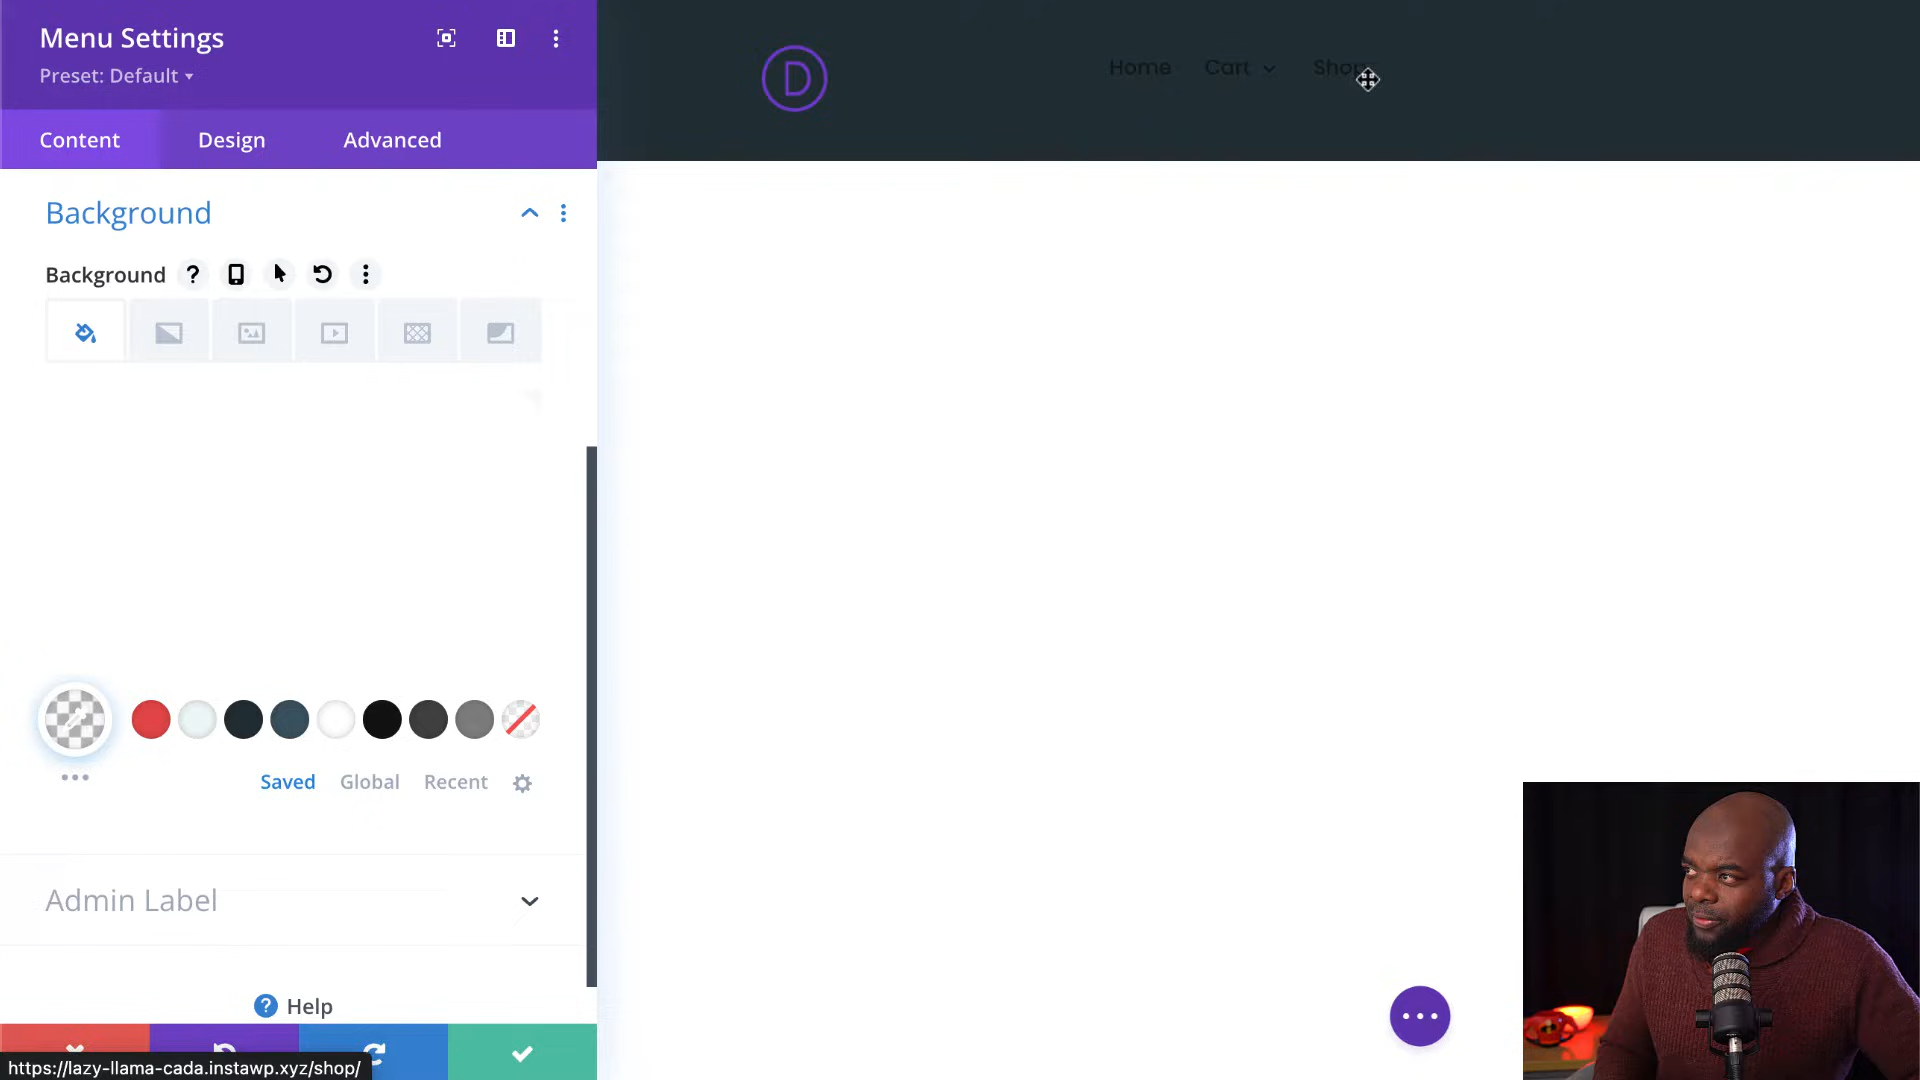 Menu Settings
Preset: Default
Content
Design
Advanced
Background
Background
Saved
Global
Recent
Admin Label
Help
https://lazy-llama-cada.instawp.xyz/shop/
D
Home
Cart
Shop